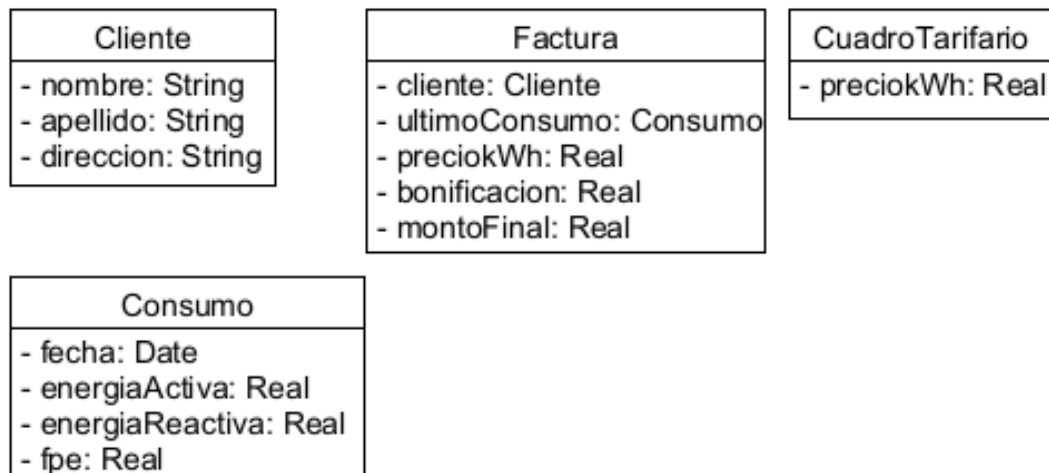 Cliente
- nombre: String
- apellido: String
- direccion: String
Factura
- cliente: Cliente
- ultimoConsumo: Consumo
- preciokWh: Real
- bonificacion: Real
- montoFinal: Real
CuadroTarifario
- preciokWh: Real
Consumo
- fecha: Date
- energiaActiva: Real
- energiaReactiva: Real
- fpe: Real